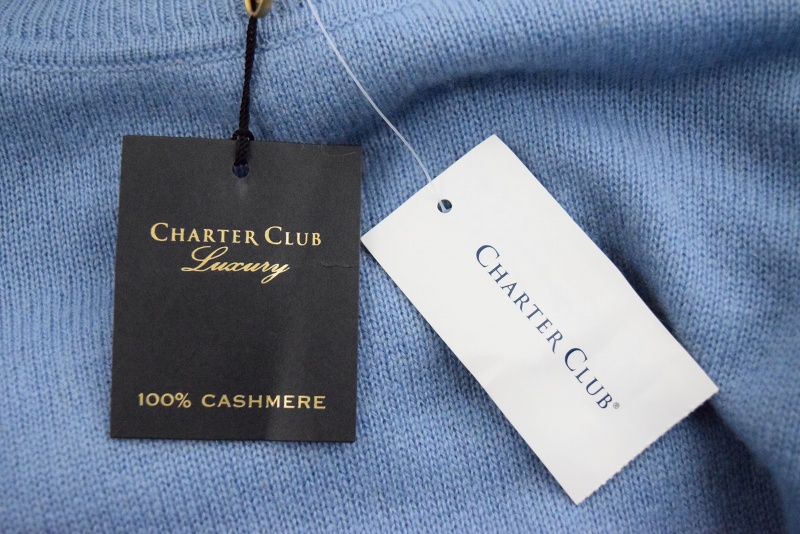 CHARTER CLUB
Luxury
100% CASHMERE
CHARTER CLUB®